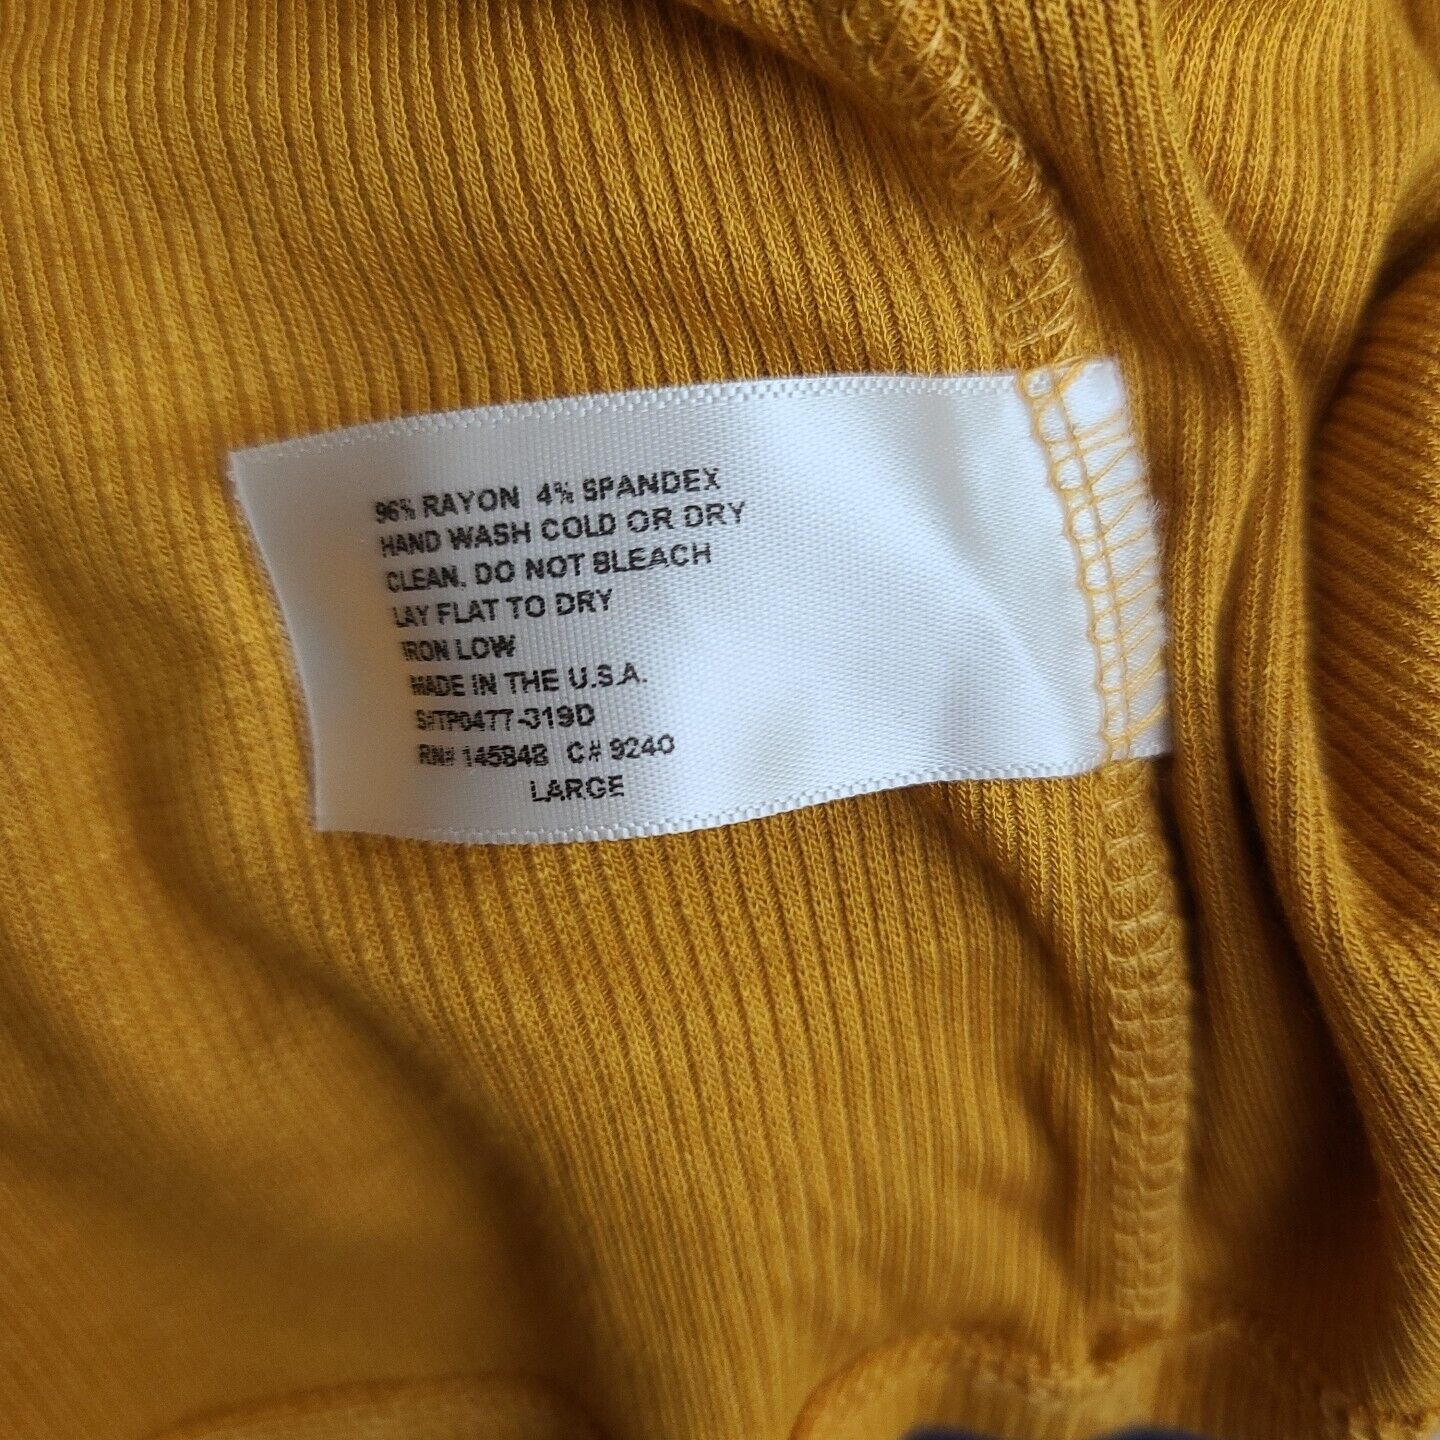 96% RAYON 4% SPANDEX
HAND WASH COLD OR DRY
CLEAN. DO NOT BLEACH
LAY FLAT TO DRY
IRON LOW
MADE IN THE U.S.A.
S#TP0477-319D
RN# 145848 C# 9240
LARGE